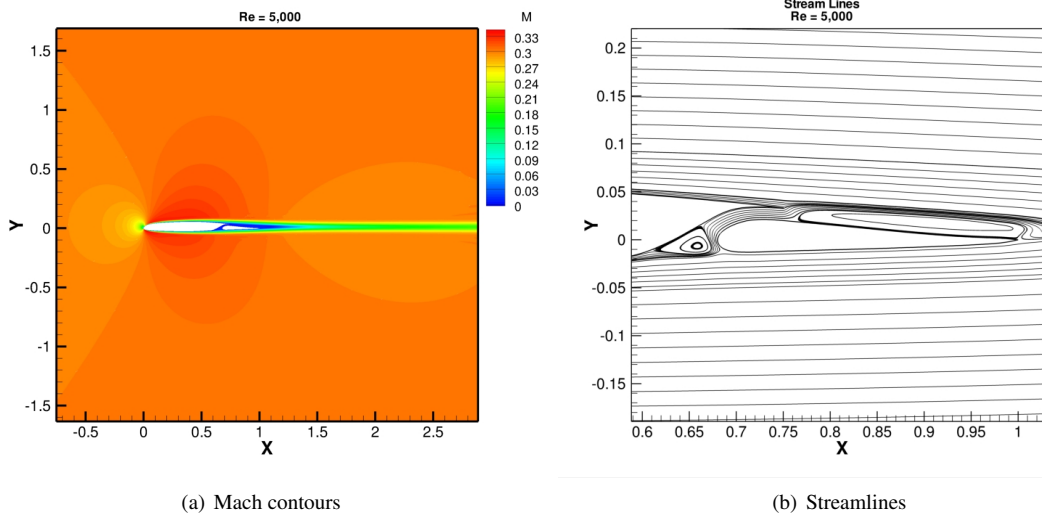 Re = 5,000
M
0.33
0.3
0.27
0.24
0.21
0.18
0.15
0.12
0.09
0.06
0.03
0
1.5
1
0.5
0
-0.5
-1
-1.5
Y
-0.5 0 0.5 1 1.5 2 2.5
X
(a) Mach contours
Stream Lines
Re = 5,000
0.2
0.15
0.1
0.05
0
-0.05
-0.1
-0.15
Y
0.6 0.65 0.7 0.75 0.8 0.85 0.9 0.95 1
X
(b) Streamlines